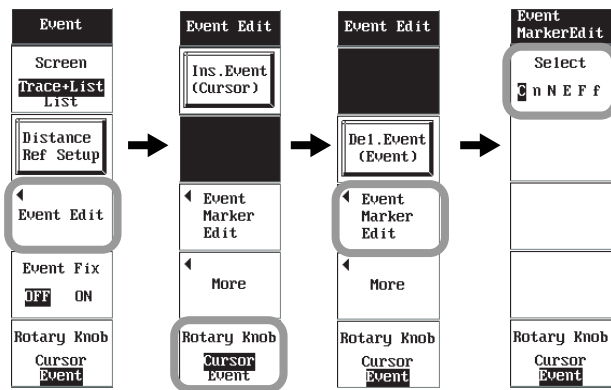 Event
Screen
Trace+List
List
Distance
Ref Setup
Event Edit
Event Fix
OFF ON
Rotary Knob
Cursor
Event
Event Edit
Ins.Event
(Cursor)
Event
Marker
Edit
More
Rotary Knob
Cursor
Event
Event Edit
Del.Event
(Event)
Event
Marker
Edit
More
Rotary Knob
Cursor
Event
Event
MarkerEdit
Select
C n N E F f
Rotary Knob
Cursor
Event